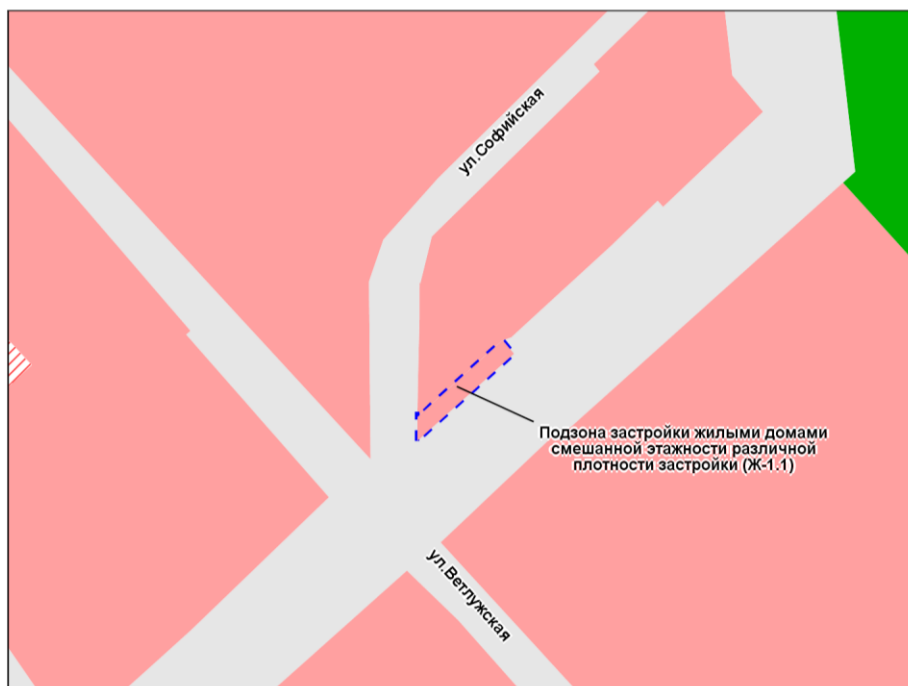 ул.Софийская
Подзона застройки жилыми домами
смешанной этажности различной
плотности застройки (Ж-1.1)
ул.Ветлужская